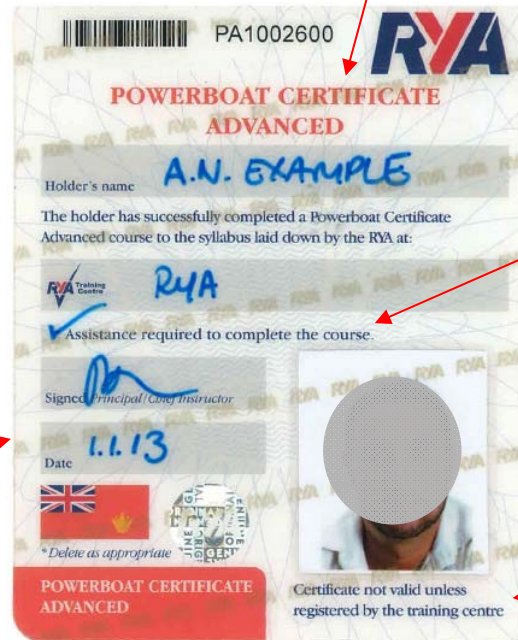 PA1002600
RYA
POWERBOAT CERTIFICATE
ADVANCED
Holder's name A.N. EXAMPLE
The holder has successfully completed a Powerboat Certificate
Advanced course to the syllabus laid down by the RYA at:
RYA Training Centre RYA
✓ Assistance required to complete the course.
Signed Principal/Chief Instructor
Date 1.1.13
*Delete as appropriate
POWERBOAT CERTIFICATE
ADVANCED
Certificate not valid unless
registered by the training centre